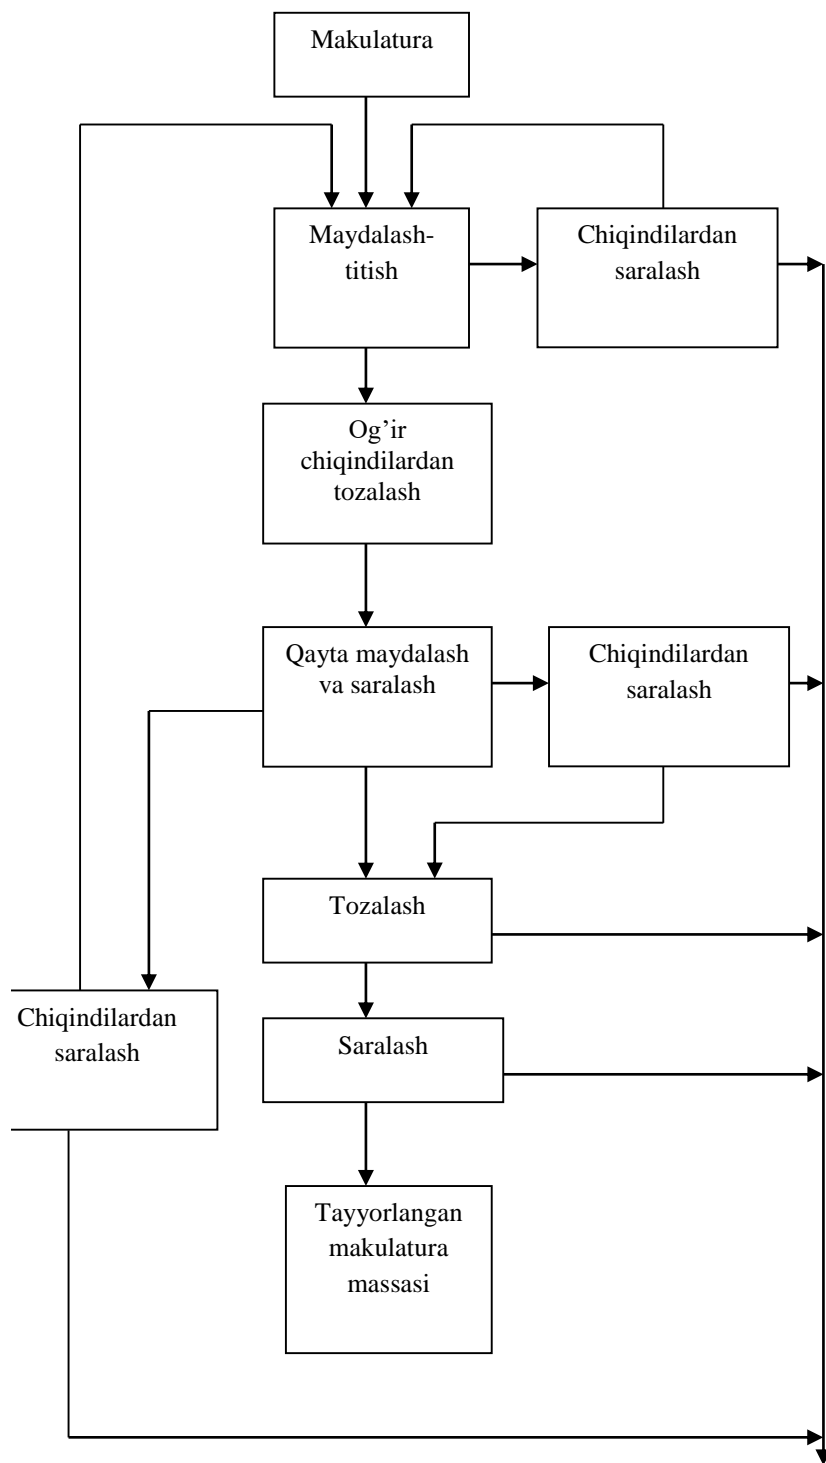 Makulatura
Maydalash-
titish
Chiqindilardan
saralash
Og’ir
chiqindilardan
tozalash
Qayta maydalash
va saralash
Chiqindilardan
saralash
Tozalash
Chiqindilardan
saralash
Saralash
Tayyorlangan
makulatura
massasi